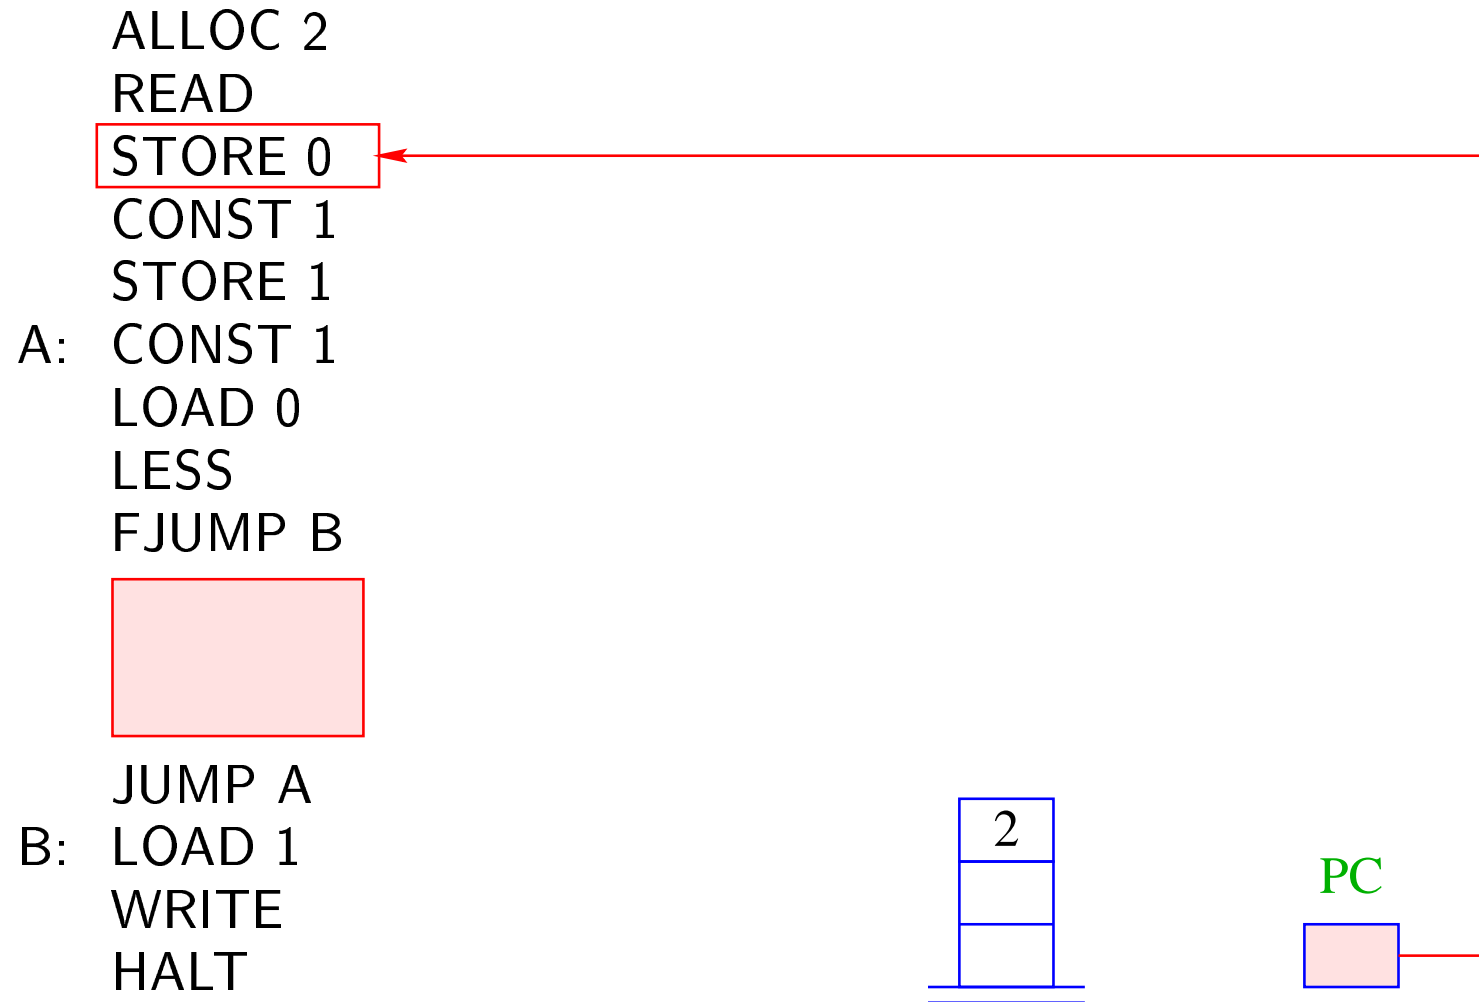 ALLOC 2
READ
STORE 0
CONST 1
STORE 1
A: CONST 1
LOAD 0
LESS
FJUMP B
JUMP A
B: LOAD 1
WRITE
HALT
2
PC